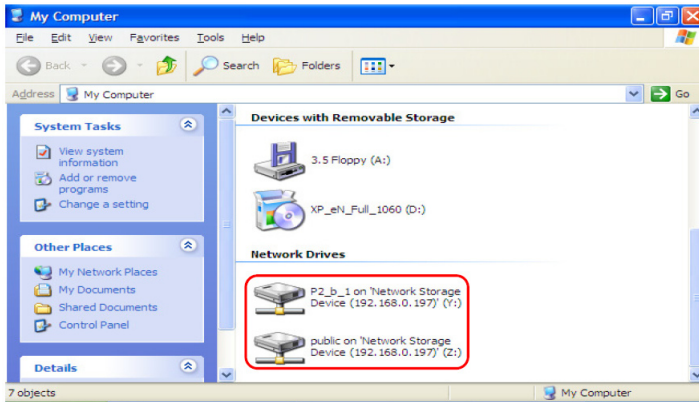 My Computer
File Edit View Favorites Tools Help
Back Search Folders
Address My Computer Go
System Tasks
View system
information
Add or remove
programs
Change a setting
Other Places
My Network Places
My Documents
Shared Documents
Control Panel
Details
Devices with Removable Storage
3.5 Floppy (A:)
XP_eN_Full_1060 (D:)
Network Drives
P2_b_1 on 'Network Storage
Device (192.168.0.197)' (Y:)
public on 'Network Storage
Device (192.168.0.197)' (Z:)
7 objects My Computer